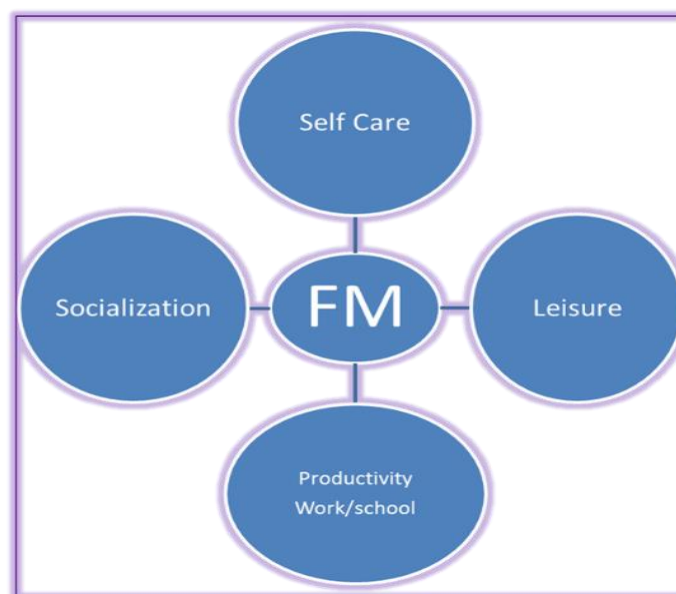 Self Care
Socialization
FM
Leisure
Productivity
Work/school